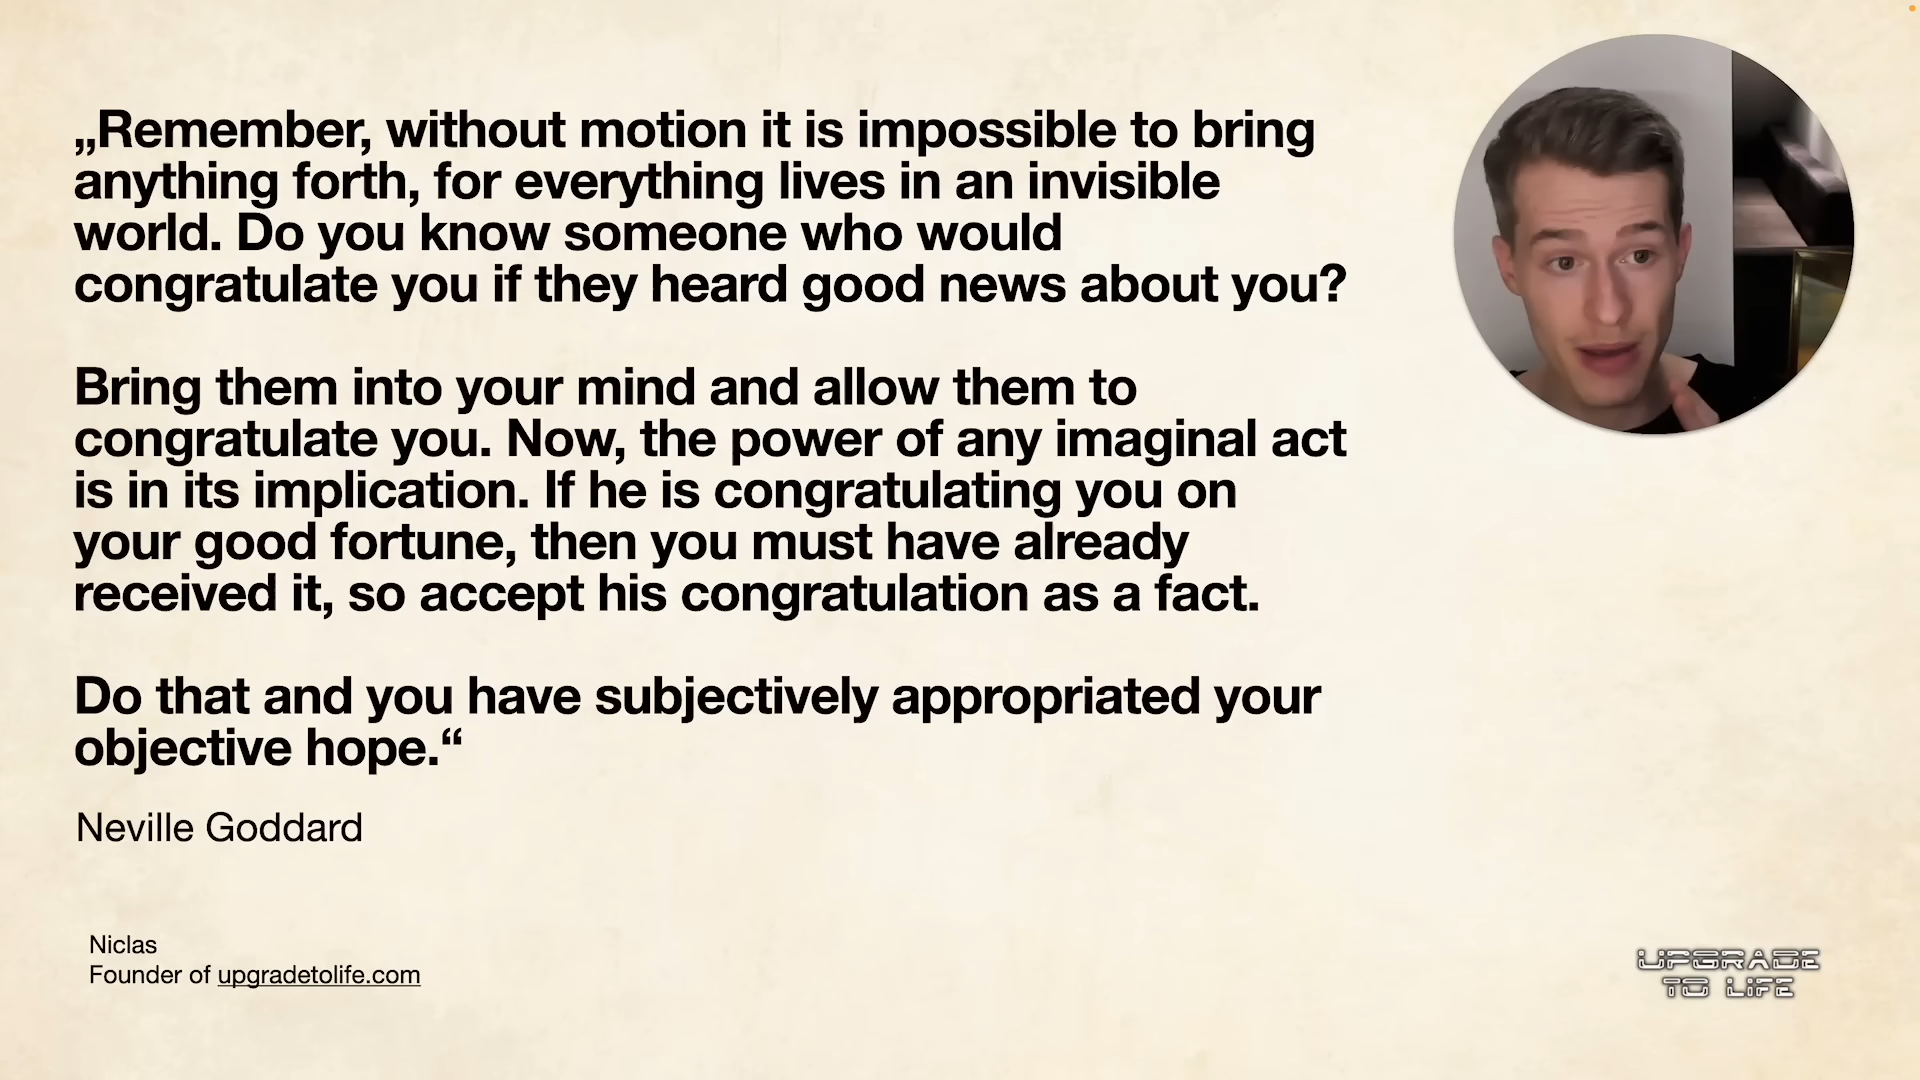 „Remember, without motion it is impossible to bring
anything forth, for everything lives in an invisible
world. Do you know someone who would
congratulate you if they heard good news about you?
Bring them into your mind and allow them to
congratulate you. Now, the power of any imaginal act
is in its implication. If he is congratulating you on
your good fortune, then you must have already
received it, so accept his congratulation as a fact.
Do that and you have subjectively appropriated your
objective hope.“
Neville Goddard
Niclas
Founder of upgradetolife.com
UPGRADE
TO LIFE